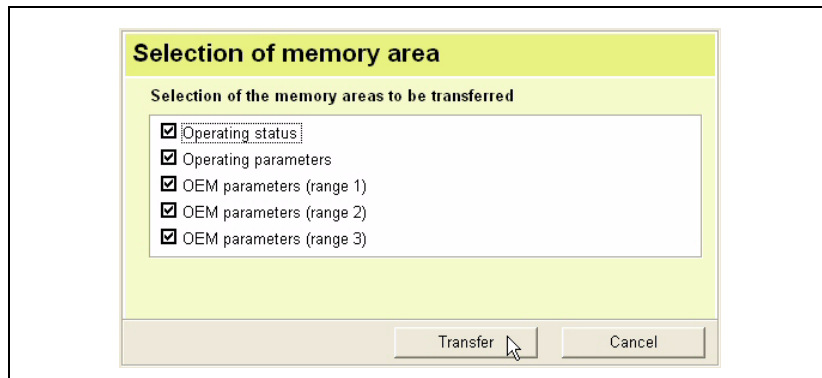 Selection of memory area
Selection of the memory areas to be transferred
Operating status
Operating parameters
OEM parameters (range 1)
OEM parameters (range 2)
OEM parameters (range 3)
Transfer Cancel